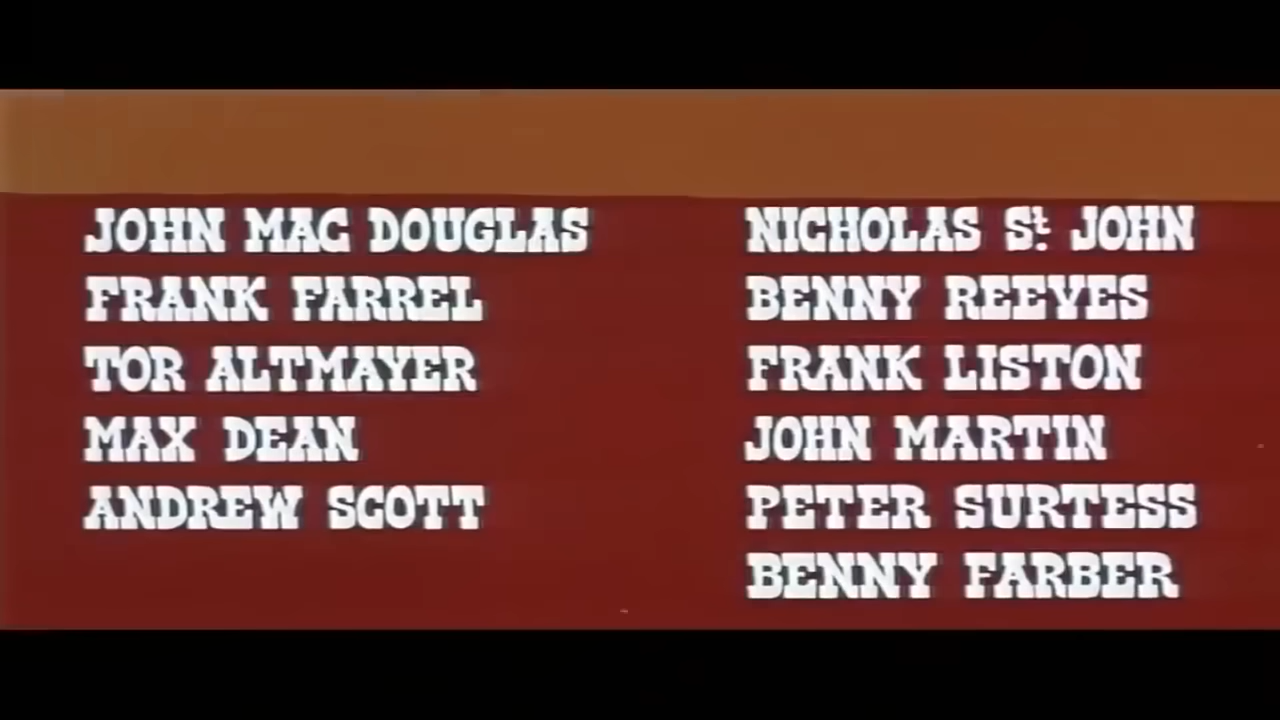 JOHN MAC DOUGLAS
FRANK FARREL
TOR ALTMAYER
MAX DEAN
ANDREW SCOTT
NICHOLAS St. JOHN
BENNY REEVES
FRANK LISTON
JOHN MARTIN
PETER SURTESS
BENNY FARBER